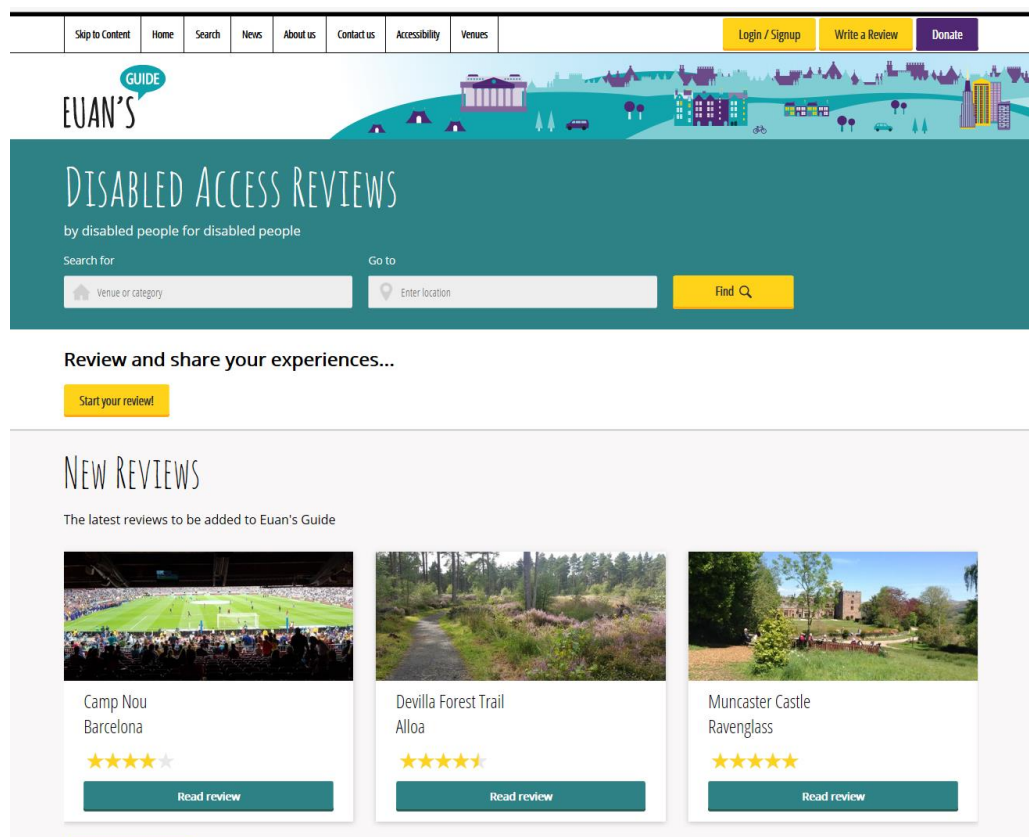 Skip to Content Home Search News About us Contact us Accessibility Venues Login / Signup Write a Review Donate
GUIDE
EUAN'S
DISABLED ACCESS REVIEWS
by disabled people for disabled people
Search for Go to
Venue or category Enter location Find
Review and share your experiences...
Start your review!
NEW REVIEWS
The latest reviews to be added to Euan's Guide
Camp Nou Devilla Forest Trail Muncaster Castle
Barcelona Alloa Ravenglass
Read review Read review Read review